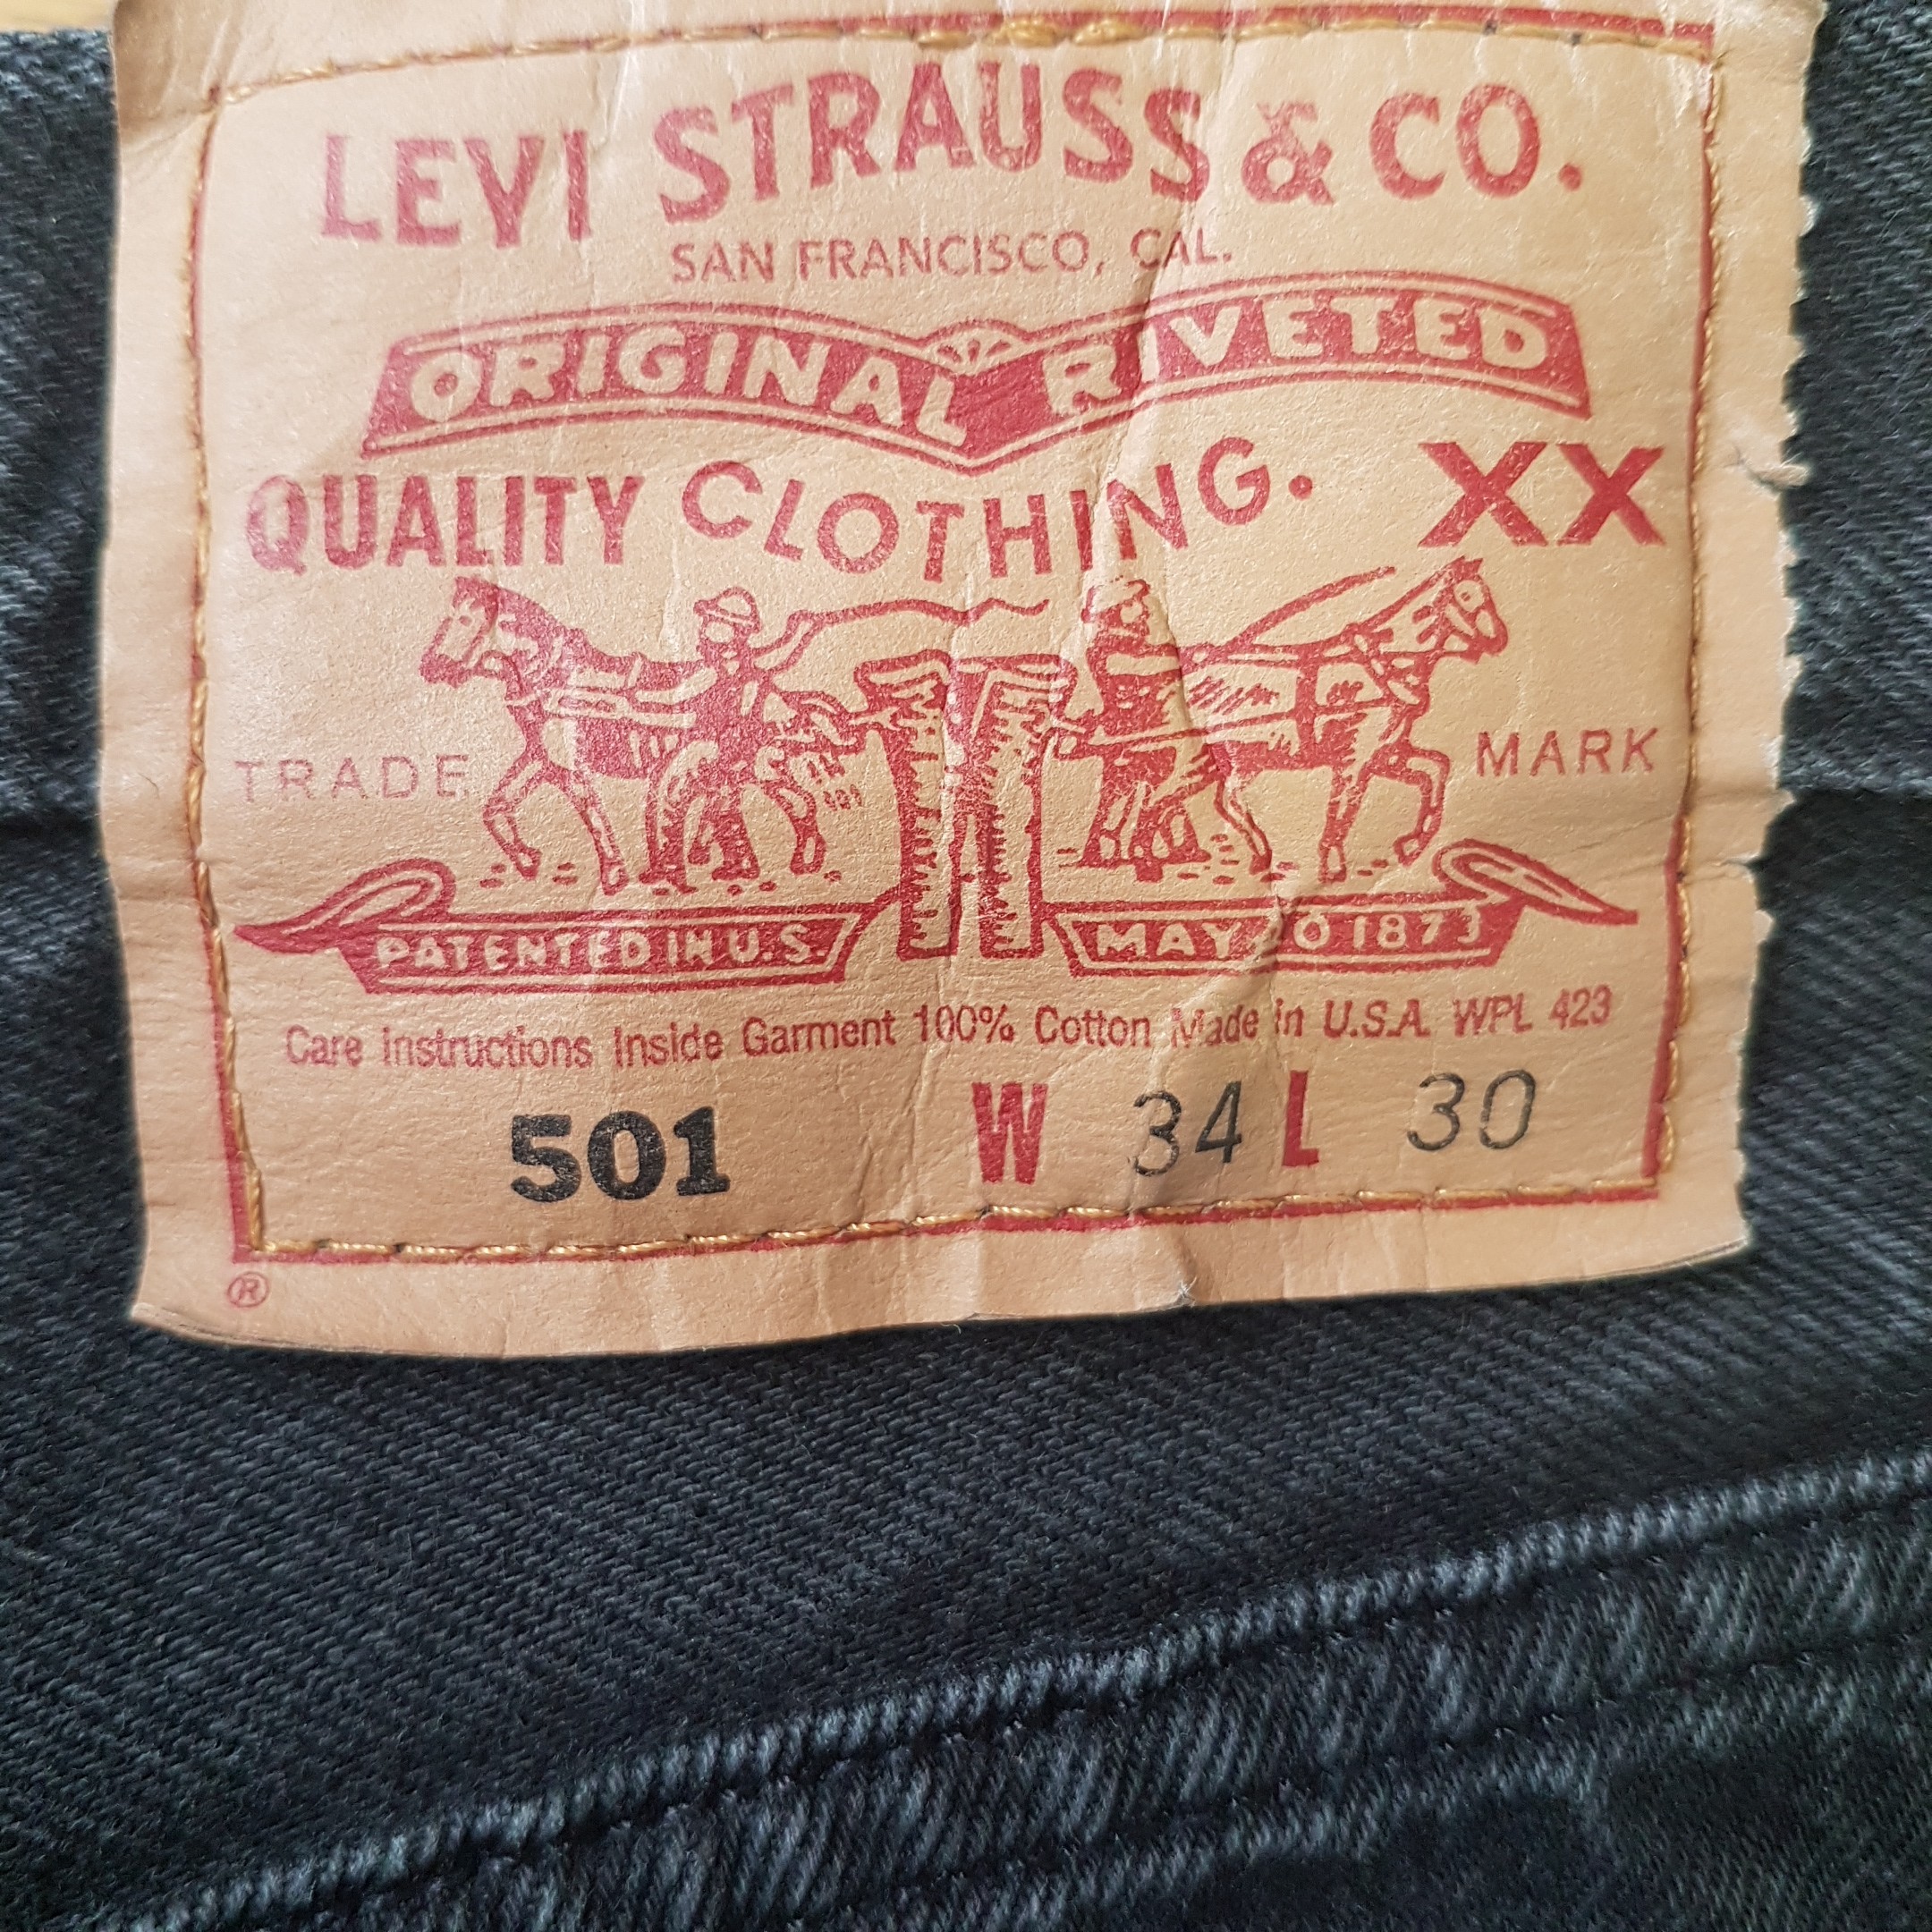 LEVI STRAUSS & CO.
SAN FRANCISCO, CAL.
ORIGINAL RIVETED
QUALITY CLOTHING. XX
TRADE MARK
PATENTED IN U.S. MAY 20 1873
Care instructions Inside Garment 100% Cotton Made in U.S.A. WPL 423
501 W 34 L 30
®